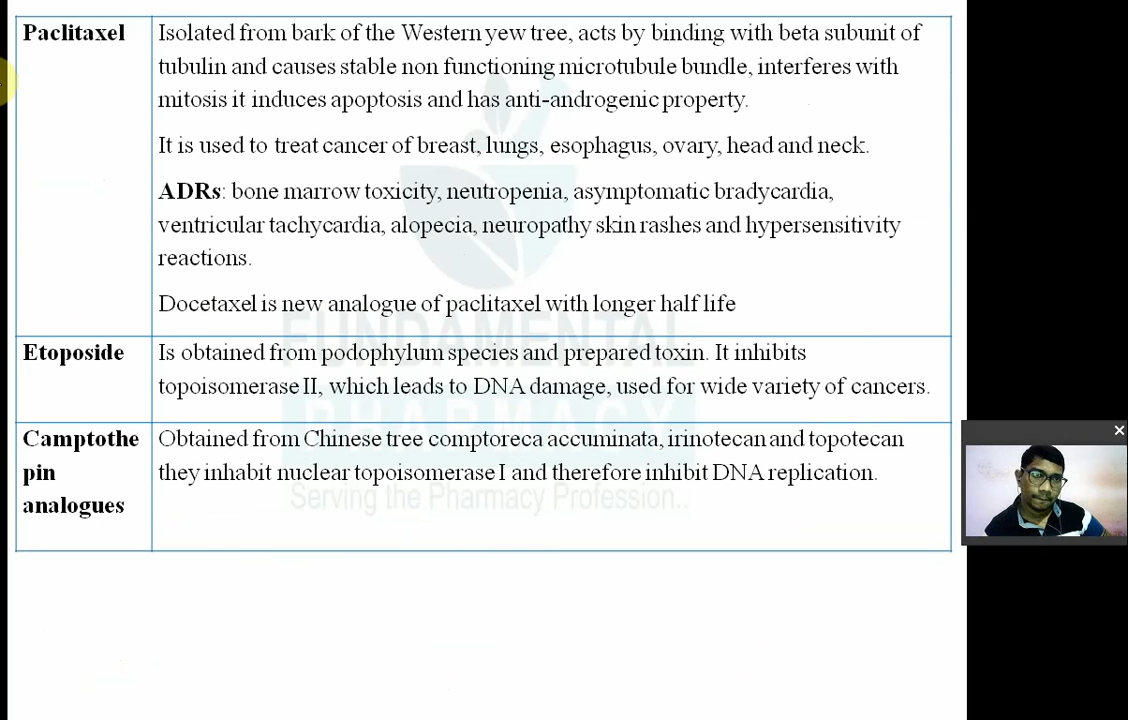 Paclitaxel
Isolated from bark of the Western yew tree, acts by binding with beta subunit of
tubulin and causes stable non functioning microtubule bundle, interferes with
mitosis it induces apoptosis and has anti-androgenic property.
It is used to treat cancer of breast, lungs, esophagus, ovary, head and neck.
ADRs: bone marrow toxicity, neutropenia, asymptomatic bradycardia,
ventricular tachycardia, alopecia, neuropathy skin rashes and hypersensitivity
reactions.
Docetaxel is new analogue of paclitaxel with longer half life
FUNDAMENTAL
Etoposide
Is obtained from podophylum species and prepared toxin. It inhibits
topoisomerase II, which leads to DNA damage, used for wide variety of cancers.
PHARMACY
Camptothe
pin
analogues
Obtained from Chinese tree comptoreca accuminata, irinotecan and topotecan
they inhabit nuclear topoisomerase I and therefore inhibit DNA replication.
Serving the Pharmacy Profession..